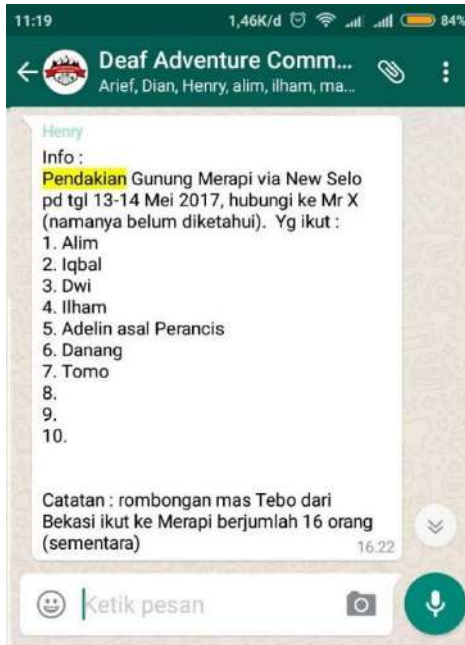 11:19 1,46K/d 84%
Deaf Adventure Comm...
Arief, Dian, Henry, alim, ilham, ma...
Henry
Info :
Pendakian Gunung Merapi via New Selo
pd tgl 13-14 Mei 2017, hubungi ke Mr X
(namanya belum diketahui). Yg ikut :
1. Alim
2. Iqbal
3. Dwi
4. Ilham
5. Adelin asal Perancis
6. Danang
7. Tomo
8.
9.
10.
Catatan : rombongan mas Tebo dari
Bekasi ikut ke Merapi berjumlah 16 orang
(sementara)
16.22
Ketik pesan